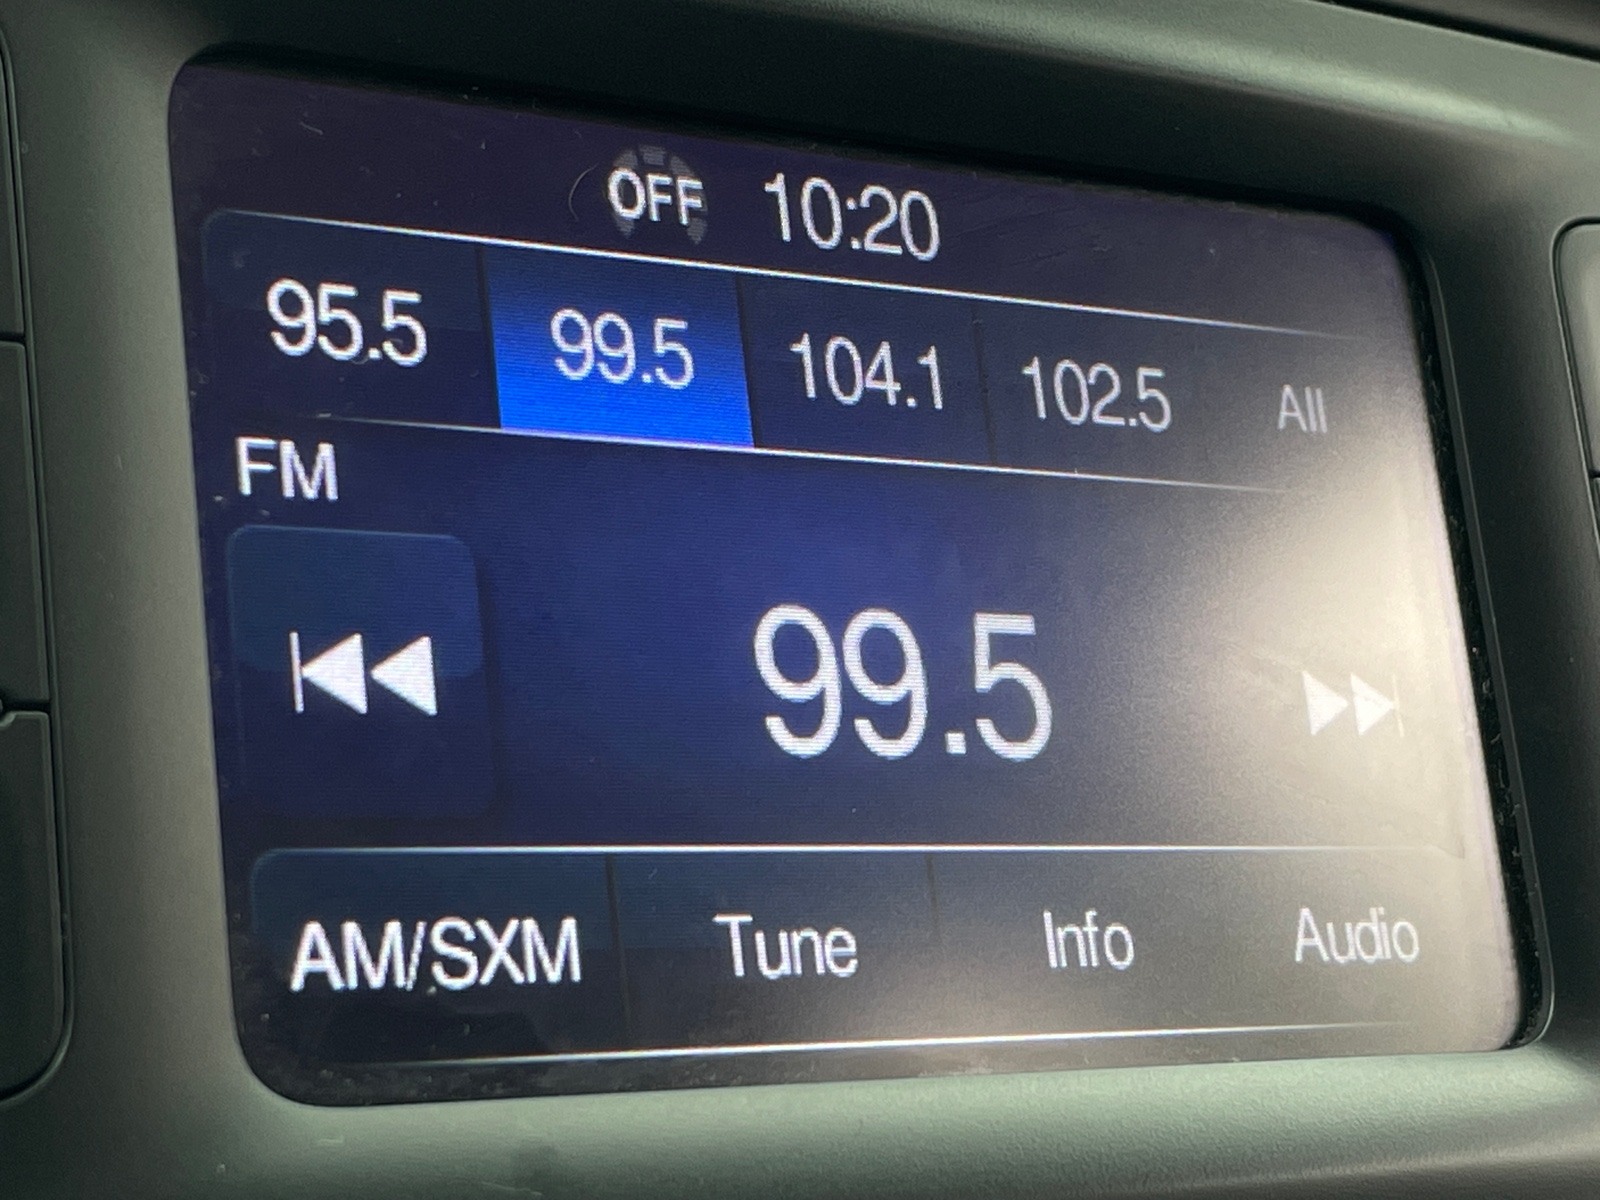 OFF 10:20
95.5 99.5 104.1 102.5 All
FM
99.5
AM/SXM Tune Info Audio